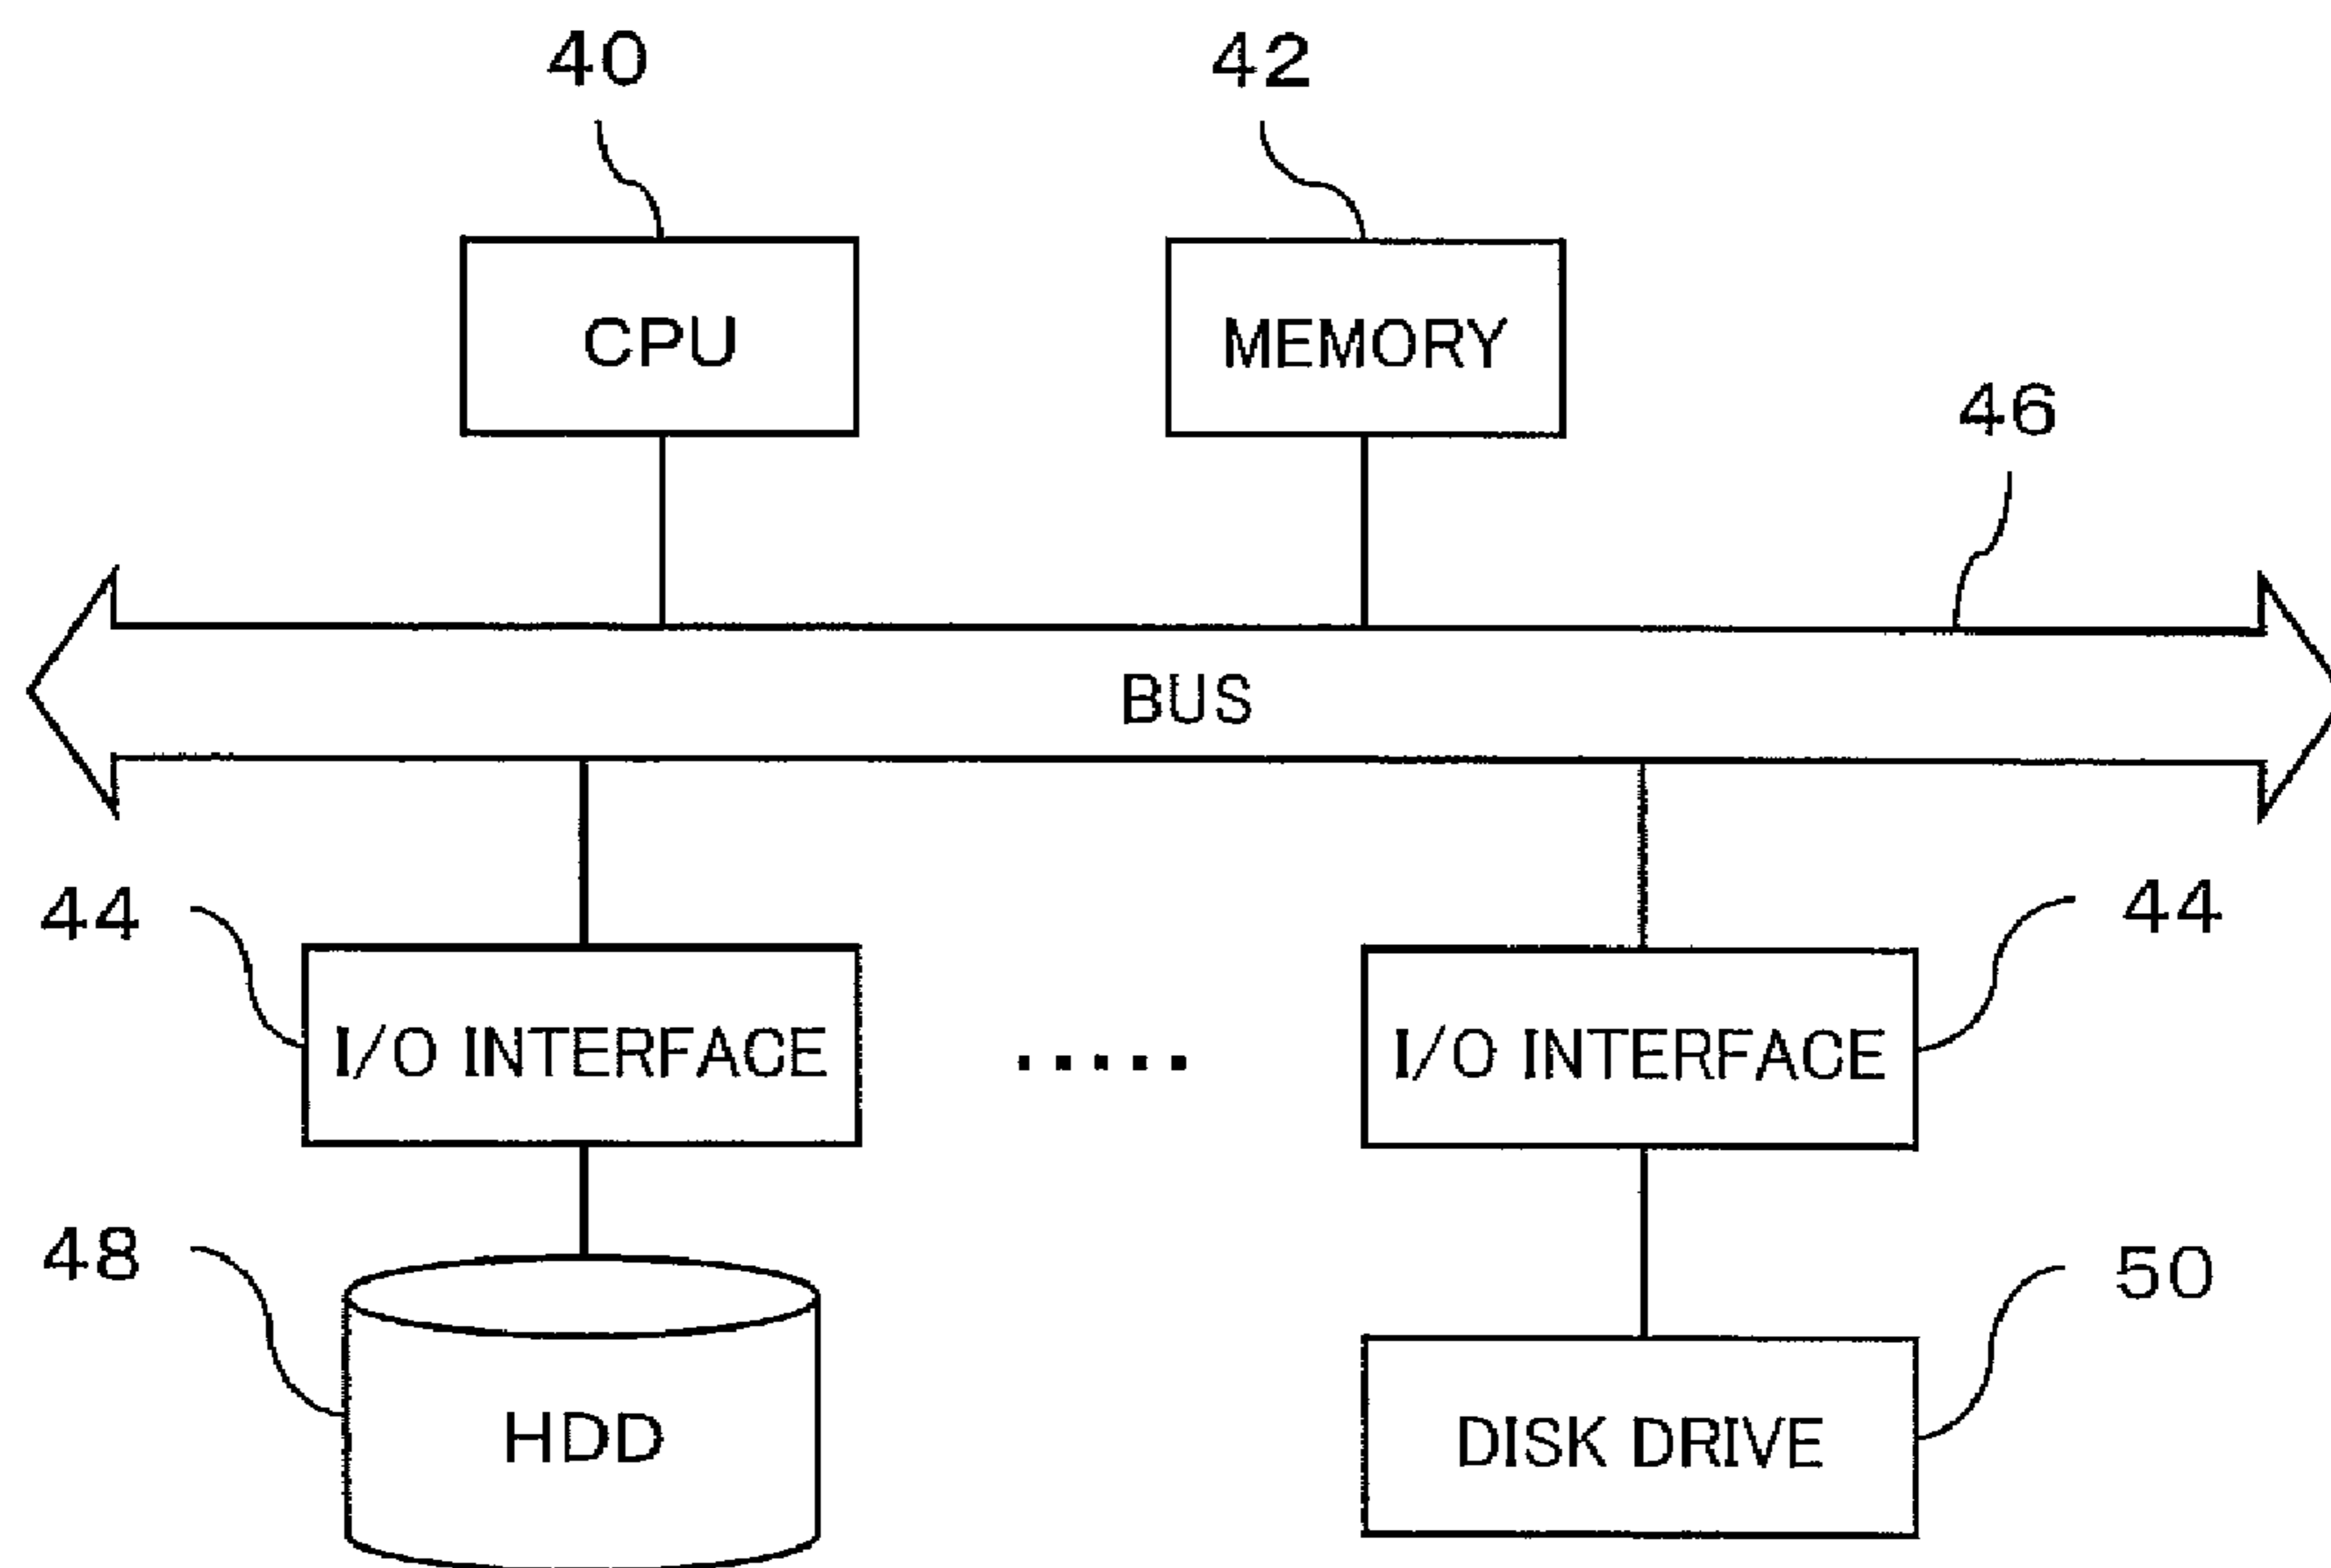 40
42
CPU
MEMORY
46
BUS
44
44
I/O INTERFACE
.....
I/O INTERFACE
48
50
HDD
DISK DRIVE